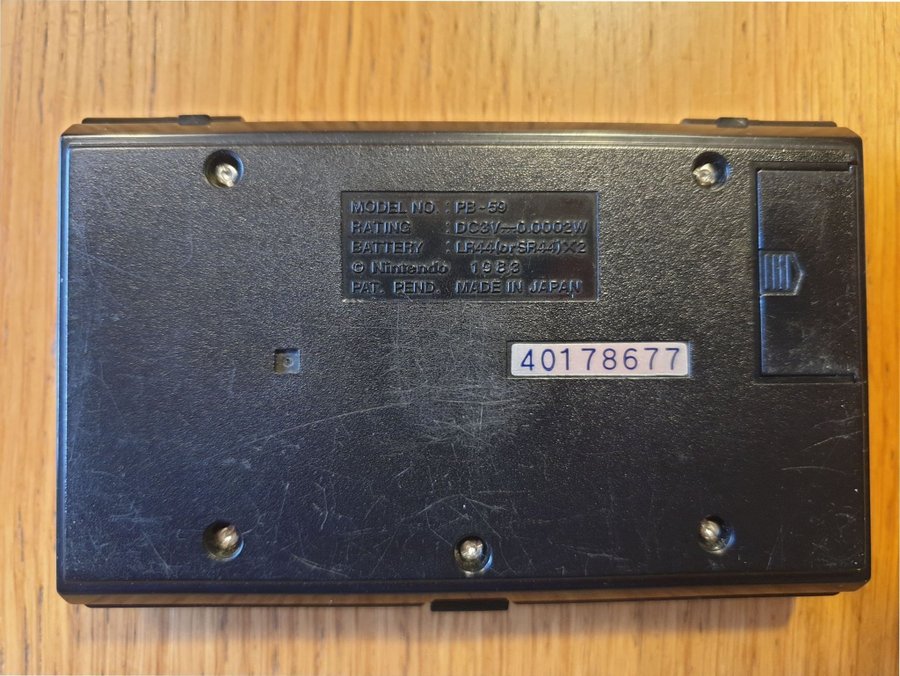 MODEL NO. : PB-59
RATING : DC3V⎓0.0002W
BATTERY : LR44(or SR44)X2
© Nintendo 1983
PAT. PEND. MADE IN JAPAN
40178677